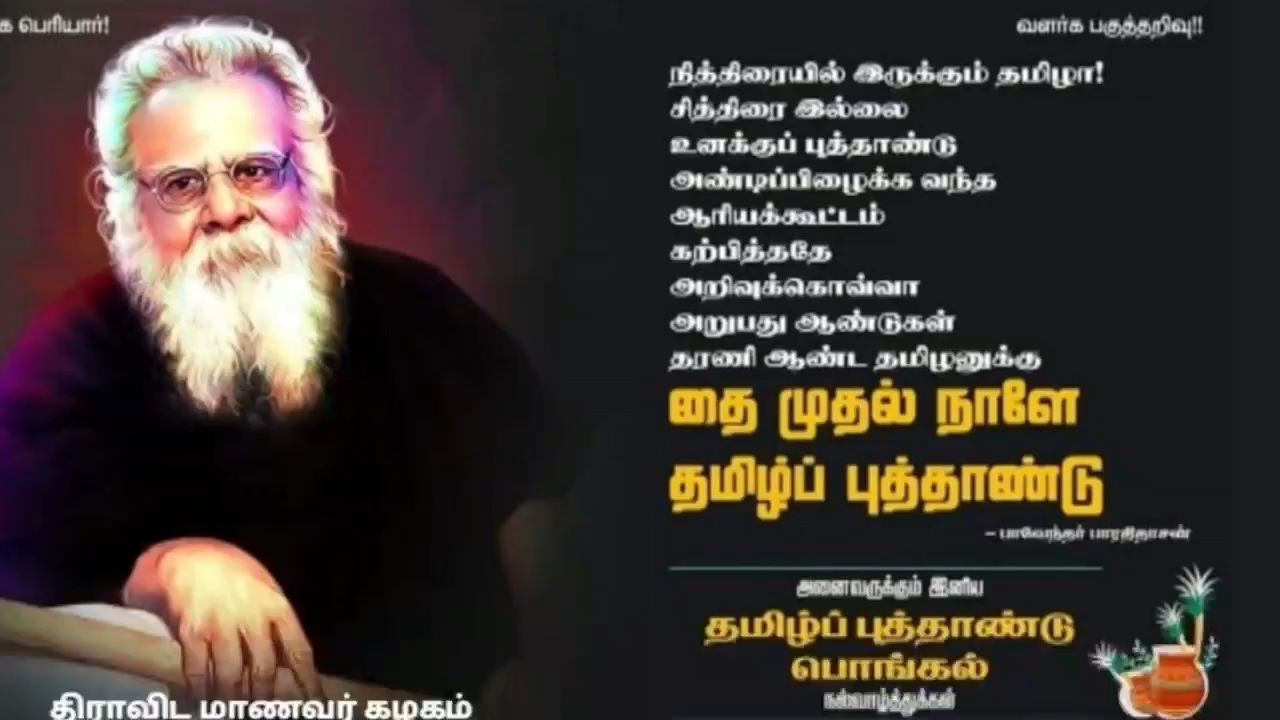 க பெரியார்!
வளர்க பகுத்தறிவு!!
நித்திரையில் இருக்கும் தமிழா!
சித்திரை இல்லை
உனக்குப் புத்தாண்டு
அண்டிப்பிழைக்க வந்த
ஆரியக்கூட்டம்
கற்பித்ததே
அறிவுக்கொவ்வா
அறுபது ஆண்டுகள்
தரணி ஆண்ட தமிழனுக்கு
தை முதல் நாளே
தமிழ்ப் புத்தாண்டு
– பாவேந்தர் பாரதிதாசன்
அனைவருக்கும் இனிய
தமிழ்ப் புத்தாண்டு
பொங்கல்
நல்வாழ்த்துக்கள்
திராவிட மாணவர் கழகம்